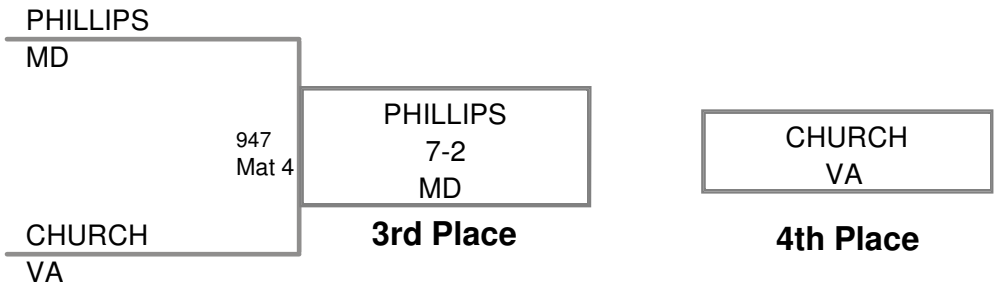 PHILLIPS
MD
947
Mat 4
CHURCH
VA
PHILLIPS
7-2
MD
3rd Place
CHURCH
VA
4th Place